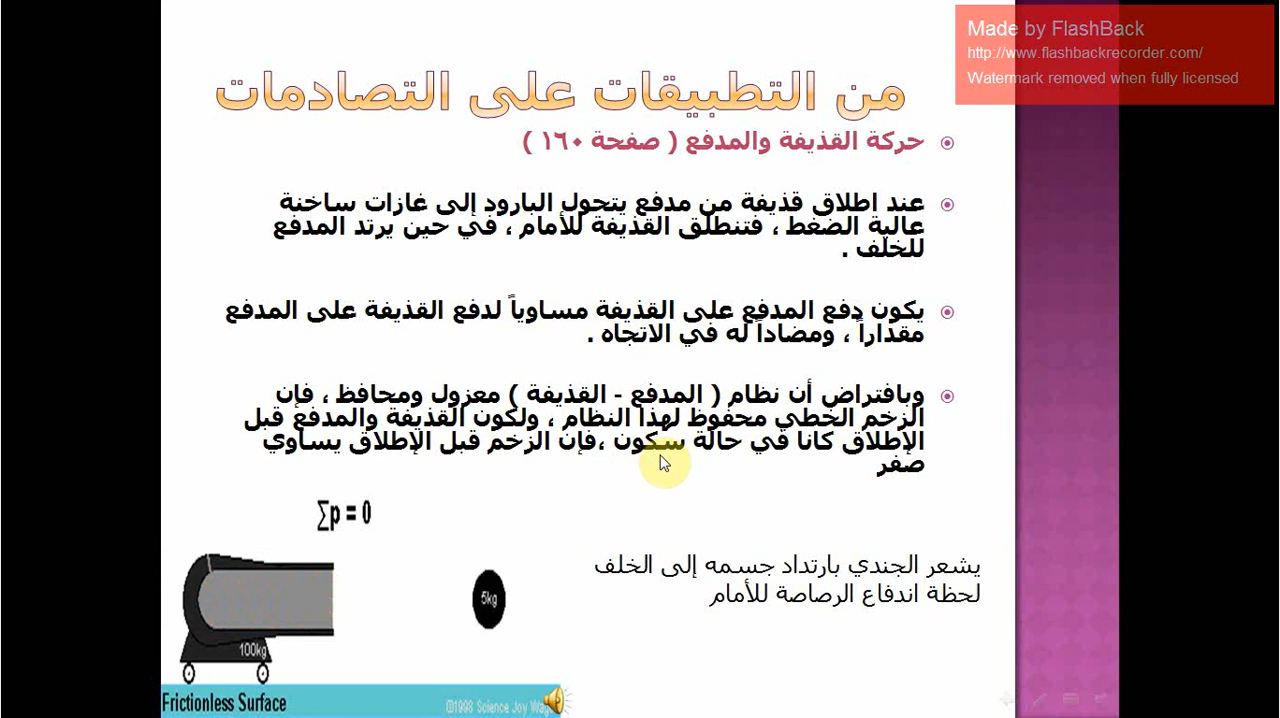 Made by FlashBack
http://www.flashbackrecorder.com/
Watermark removed when fully licensed
من التطبيقات على التصادمات
حركة القذيفة والمدفع ( صفحة ١٦٠ )
عند اطلاق قذيفة من مدفع يتحول البارود إلى غازات ساخنة
عالية الضغط ، فتنطلق القذيفة للأمام ، في حين يرتد المدفع
للخلف .
يكون دفع المدفع على القذيفة مساوياً لدفع القذيفة على المدفع
مقداراً ، ومضاداً له في الاتجاه .
وبافتراض أن نظام ( المدفع - القذيفة ) معزول ومحافظ ، فإن
الزخم الخطي محفوظ لهذا النظام ، ولكون القذيفة والمدفع قبل
الإطلاق كانا في حالة سكون ،فإن الزخم قبل الإطلاق يساوي
صفر
∑p = 0
يشعر الجندي بارتداد جسمه إلى الخلف
لحظة اندفاع الرصاصة للأمام
5kg
100kg
Frictionless Surface
©1998 Science Joy